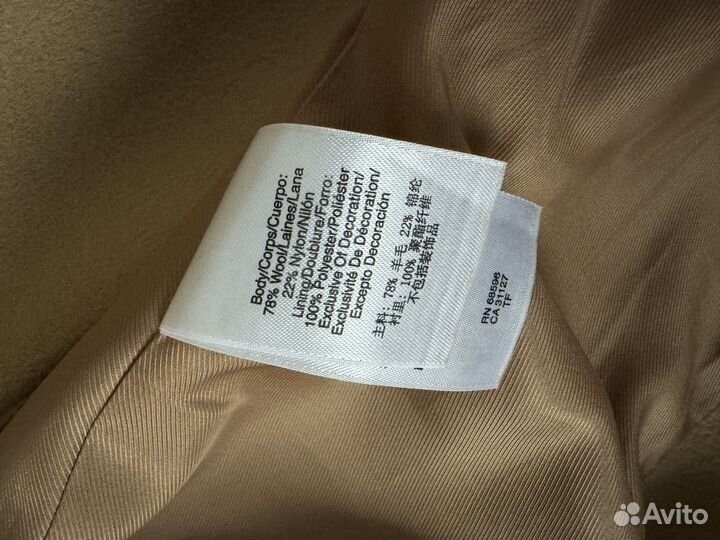 Body/Corps/Cuerpo:
78% Wool/Laines/Lana
22% Nylon/Nilón
Lining/Doublure/Forro:
100% Polyester/Poliéster
Exclusive Of Decoration/
Exclusivité De Décoration/
Excepto Decoración
主料: 78% 羊毛 22% 锦纶
衬里: 100% 聚酯纤维
不包括装饰品
RN 68596
CA 31127
TF
Avito